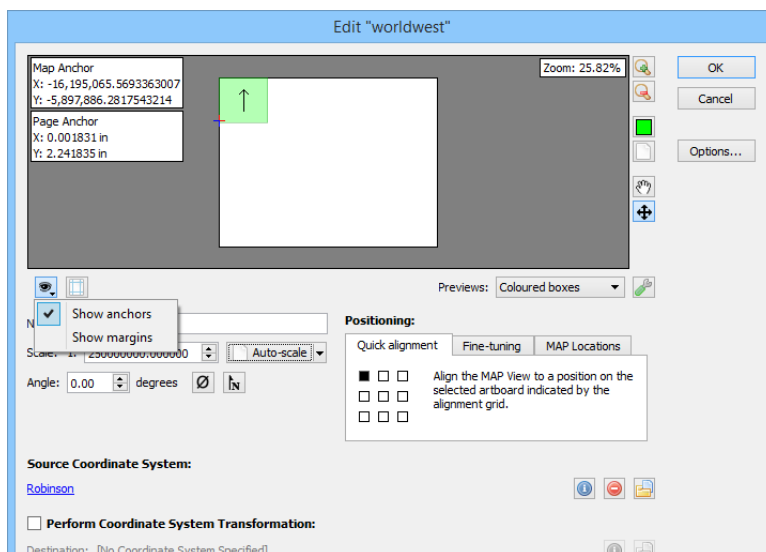 Edit "worldwest"
Map Anchor
X: -16,195,065.5693363007
Y: -5,897,886.2817543214
Page Anchor
X: 0.001831 in
Y: 2.241835 in
Zoom: 25.82%
OK
Cancel
Options...
Previews: Coloured boxes
Show anchors
Show margins
N
Scale: 1: 250000000.000000 Auto-scale
Angle: 0.00 degrees
N
Positioning:
Quick alignment Fine-tuning MAP Locations
Align the MAP View to a position on the
selected artboard indicated by the
alignment grid.
Source Coordinate System:
Robinson
Perform Coordinate System Transformation:
Destination: [No Coordinate System Specified]